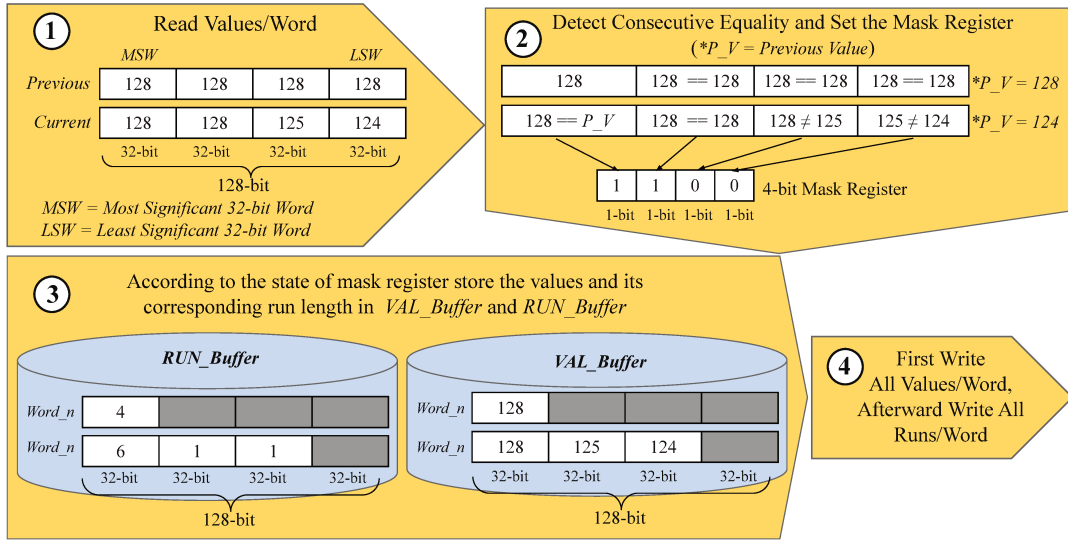 1
Read Values/Word
MSW LSW
Previous 128 128 128 128
Current 128 128 125 124
32-bit 32-bit 32-bit 32-bit
128-bit
MSW = Most Significant 32-bit Word
LSW = Least Significant 32-bit Word
2
Detect Consecutive Equality and Set the Mask Register
(*P_V = Previous Value)
128 128 == 128 128 == 128 128 == 128 *P_V = 128
128 == P_V 128 == 128 128 ≠ 125 125 ≠ 124 *P_V = 124
1 1 0 0 4-bit Mask Register
1-bit 1-bit 1-bit 1-bit
3
According to the state of mask register store the values and its
corresponding run length in VAL_Buffer and RUN_Buffer
RUN_Buffer
Word_n 4
Word_n 6 1 1
32-bit 32-bit 32-bit 32-bit
128-bit
VAL_Buffer
Word_n 128
Word_n 128 125 124
32-bit 32-bit 32-bit 32-bit
128-bit
4
First Write
All Values/Word,
Afterward Write All
Runs/Word